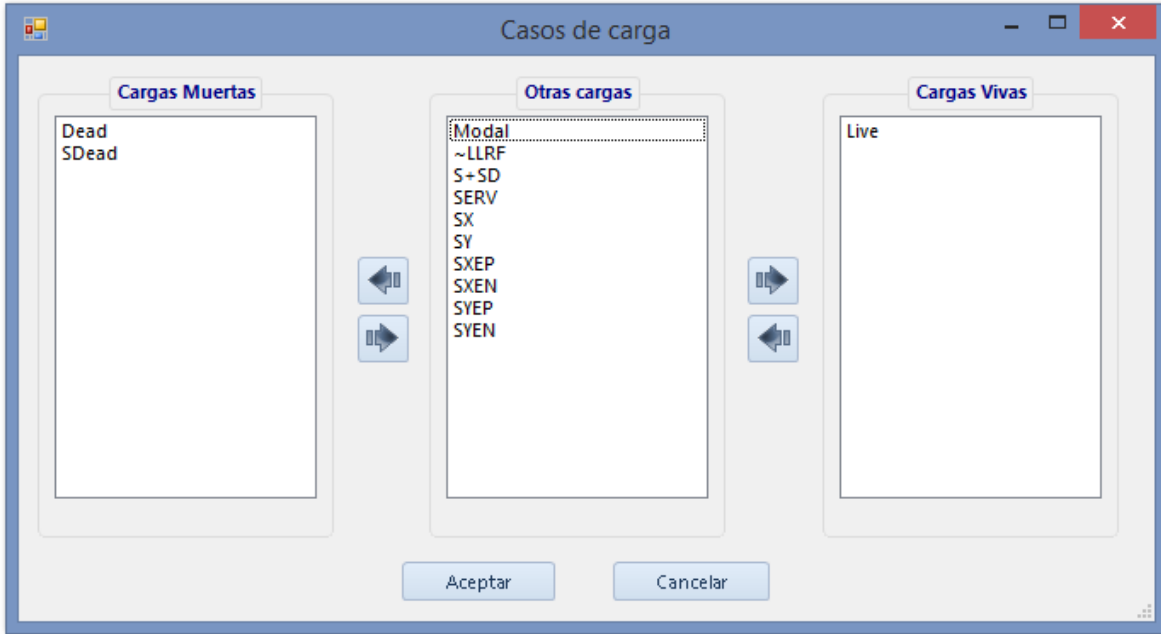 Casos de carga
Cargas Muertas
Dead
SDead
Otras cargas
Modal
~LLRF
S+SD
SERV
SX
SY
SXEP
SXEN
SYEP
SYEN
Cargas Vivas
Live
Aceptar
Cancelar